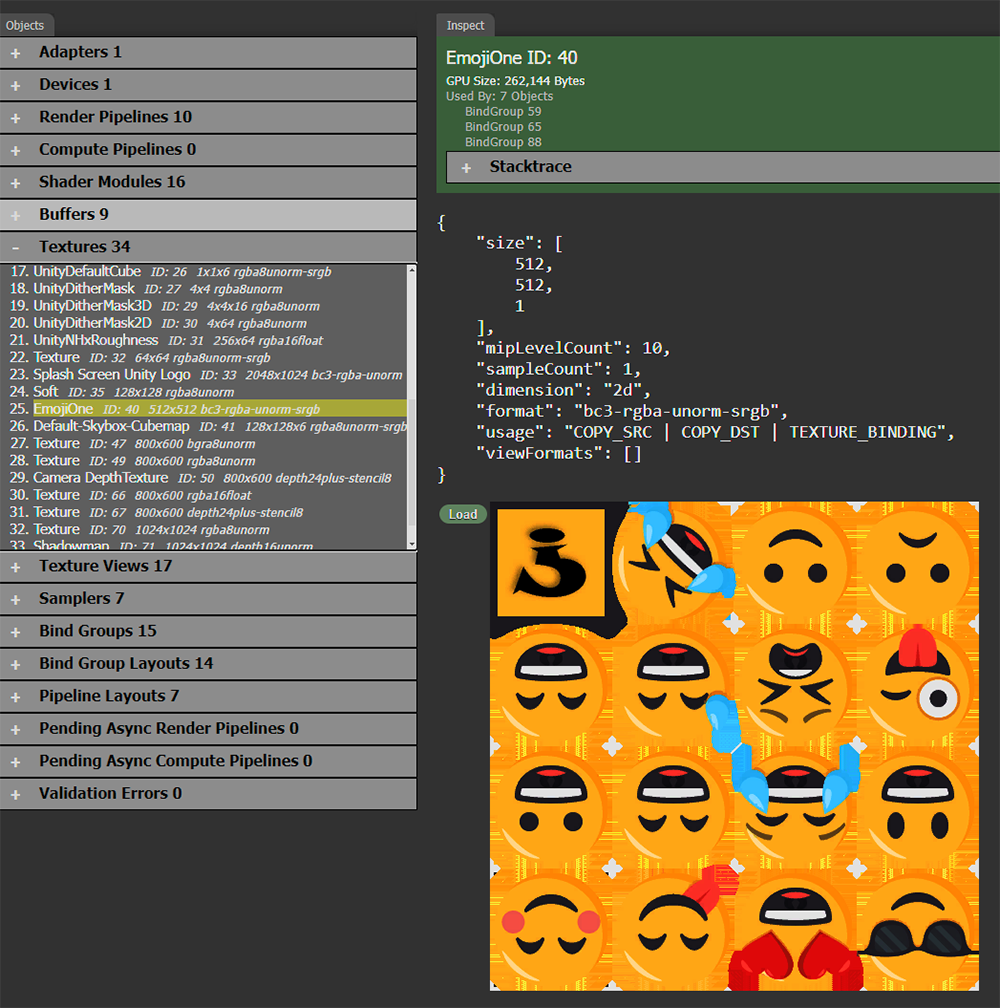 Objects
+ Adapters 1
+ Devices 1
+ Render Pipelines 10
+ Compute Pipelines 0
+ Shader Modules 16
+ Buffers 9
- Textures 34
17. UnityDefaultCube ID: 26 1x1x6 rgba8unorm-srgb
18. UnityDitherMask ID: 27 4x4 rgba8unorm
19. UnityDitherMask3D ID: 29 4x4x16 rgba8unorm
20. UnityDitherMask2D ID: 30 4x64 rgba8unorm
21. UnityNHxRoughness ID: 31 256x64 rgba16float
22. Texture ID: 32 64x64 rgba8unorm-srgb
23. Splash Screen Unity Logo ID: 33 2048x1024 bc3-rgba-unorm
24. Soft ID: 35 128x128 rgba8unorm
25. EmojiOne ID: 40 512x512 bc3-rgba-unorm-srgb
26. Default-Skybox-Cubemap ID: 41 128x128x6 rgba8unorm-srgb
27. Texture ID: 47 800x600 bgra8unorm
28. Texture ID: 49 800x600 rgba8unorm
29. Camera DepthTexture ID: 50 800x600 depth24plus-stencil8
30. Texture ID: 66 800x600 rgba16float
31. Texture ID: 67 800x600 depth24plus-stencil8
32. Texture ID: 70 1024x1024 rgba8unorm
33. Shadowmap ID: 71 1024x1024 depth16unorm
+ Texture Views 17
+ Samplers 7
+ Bind Groups 15
+ Bind Group Layouts 14
+ Pipeline Layouts 7
+ Pending Async Render Pipelines 0
+ Pending Async Compute Pipelines 0
+ Validation Errors 0
Inspect
EmojiOne ID: 40
GPU Size: 262,144 Bytes
Used By: 7 Objects
BindGroup 59
BindGroup 65
BindGroup 88
+ Stacktrace
{
"size": [
512,
512,
1
],
"mipLevelCount": 10,
"sampleCount": 1,
"dimension": "2d",
"format": "bc3-rgba-unorm-srgb",
"usage": "COPY_SRC | COPY_DST | TEXTURE_BINDING",
"viewFormats": []
}
Load